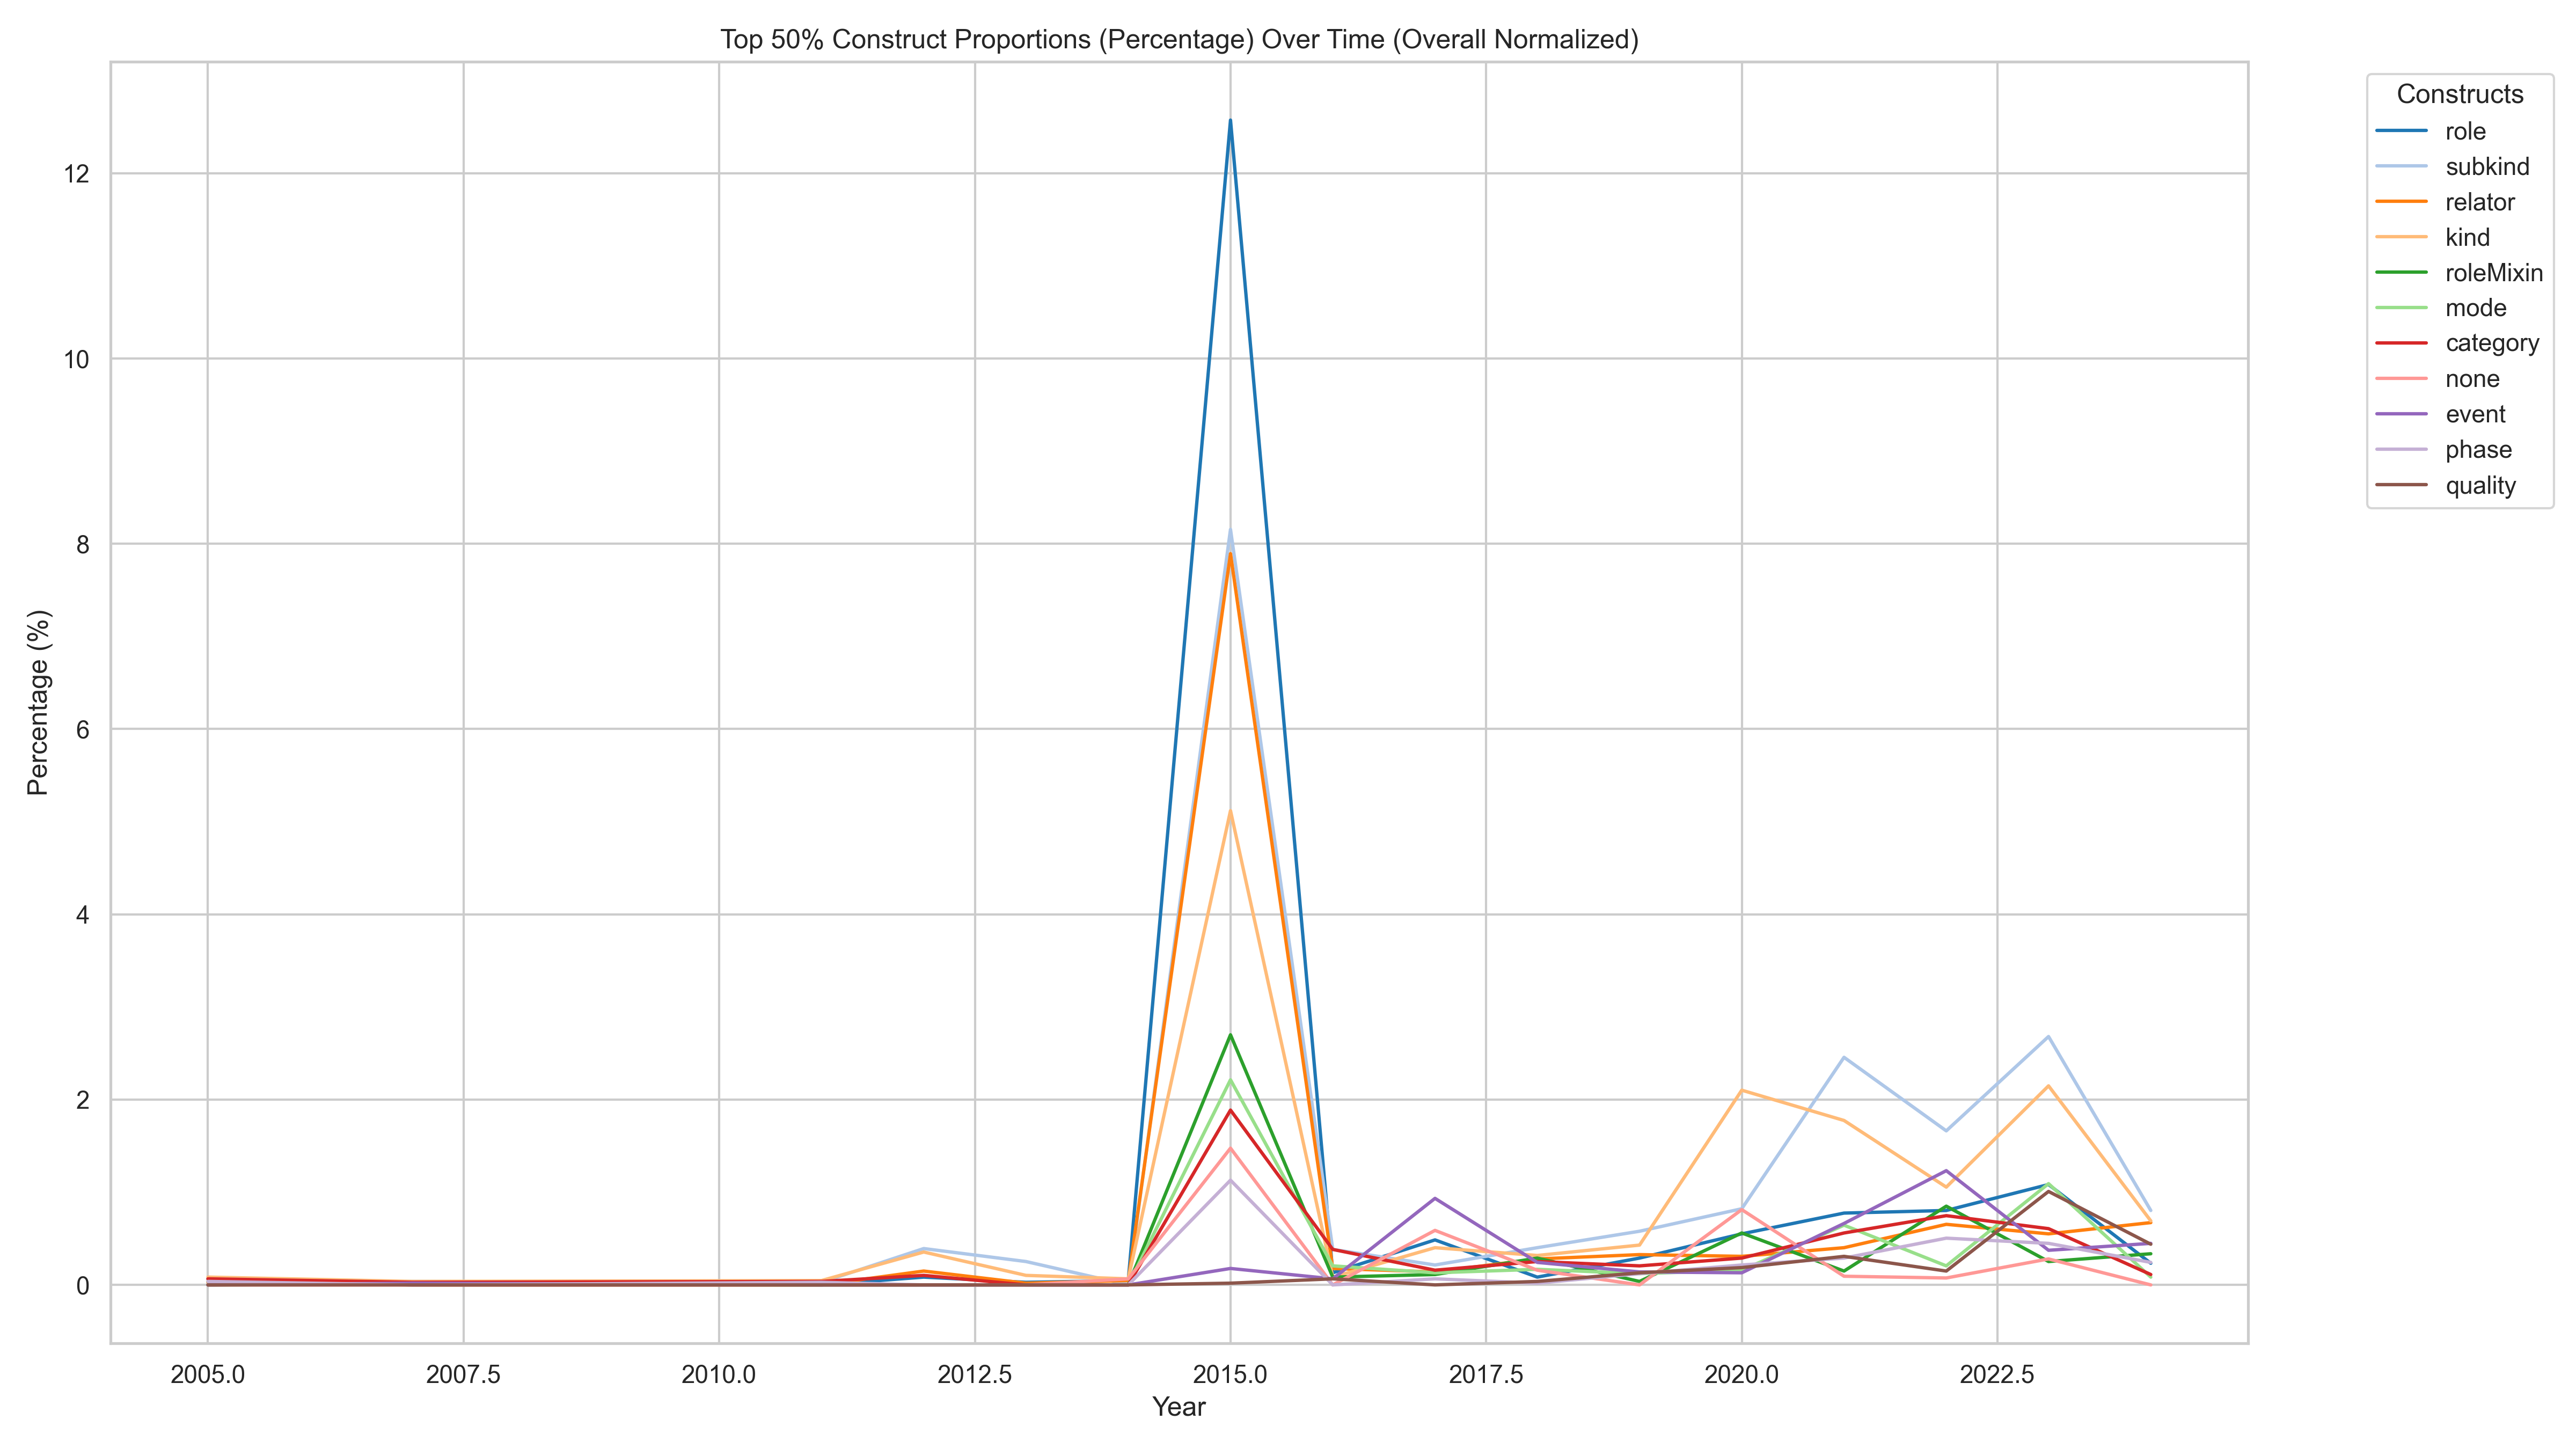 Top 50% Construct Proportions (Percentage) Over Time (Overall Normalized)
Constructs
role
subkind
relator
kind
roleMixin
mode
category
none
event
phase
quality
Percentage (%)
12
10
8
6
4
2
0
2005.0 2007.5 2010.0 2012.5 2015.0 2017.5 2020.0 2022.5
Year